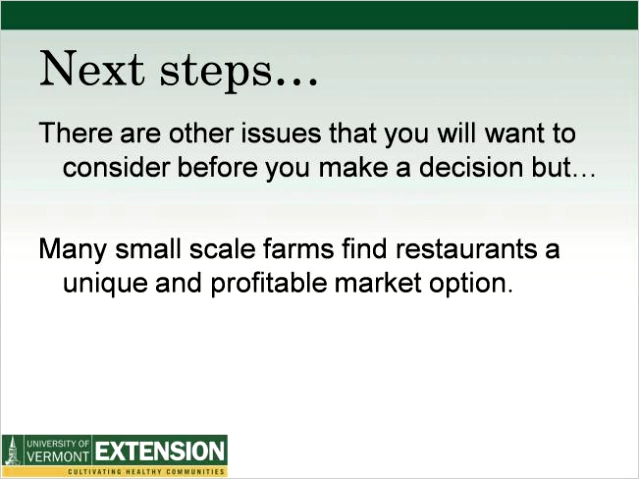 Next steps…
There are other issues that you will want to
consider before you make a decision but…
Many small scale farms find restaurants a
unique and profitable market option.
UNIVERSITY OF
VERMONT EXTENSION
CULTIVATING HEALTHY COMMUNITIES